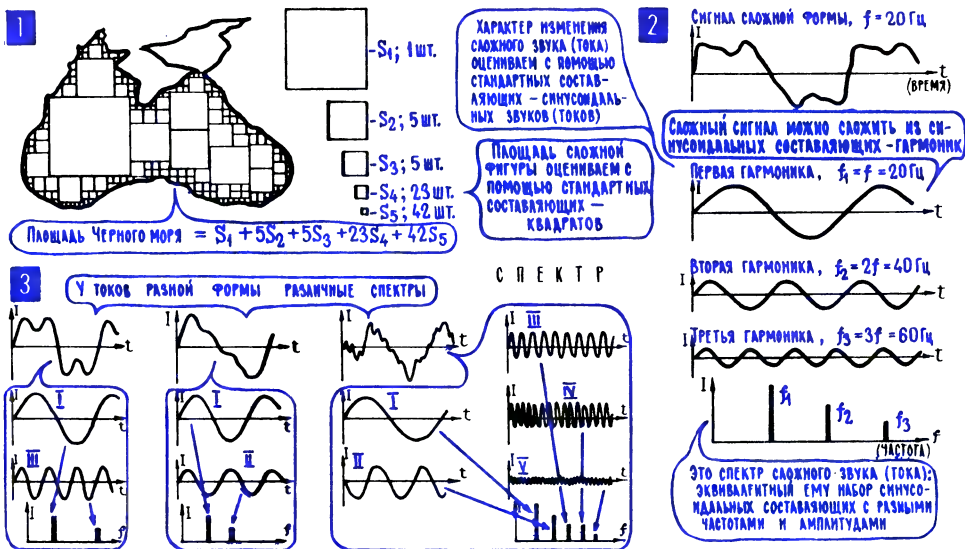 1
S₁; 1 шт.
S₂; 5 шт.
S₃; 5 шт.
S₄; 23 шт.
S₅; 42 шт.
Площадь Черного моря = S₁ + 5S₂ + 5S₃ + 23S₄ + 42S₅
Характер изменения
сложного звука (тока)
оцениваем с помощью
стандартных состав-
ляющих – синусоидаль-
ных звуков (токов)
Площадь сложной
фигуры оцениваем с
помощью стандартных
составляющих –
квадратов
2
Сигнал сложной формы, f = 20 Гц
I
t
(время)
Сложный сигнал можно сложить из си-
нусоидальных составляющих – гармоник
Первая гармоника, f₁ = f = 20 Гц
I
t
Вторая гармоника, f₂ = 2f = 40 Гц
I
t
Третья гармоника, f₃ = 3f = 60 Гц
I
t
I
f₁
f₂
f₃
f
(частота)
Это спектр сложного звука (тока):
эквивалентный ему набор синусо-
идальных составляющих с разными
частотами и амплитудами
3
У токов разной формы различные спектры
Спектр
I
t
I
t
I
t
I
I
t
I
I
t
I
I
t
I
III
t
I
IV
t
I
V
t
I
III
t
I
II
t
I
II
t
I
f
I
f
I
f